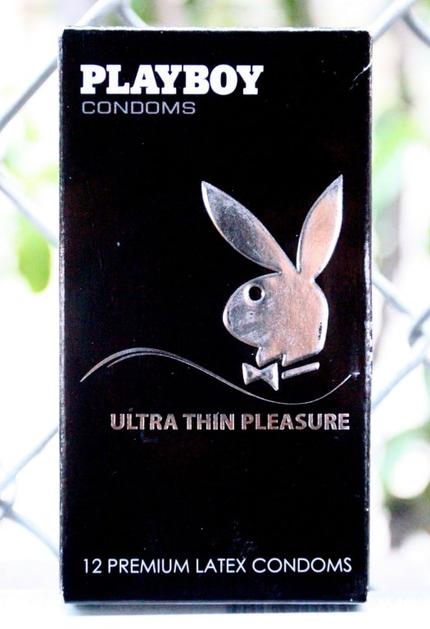 PLAYBOY
CONDOMS
ULTRA THIN PLEASURE
12 PREMIUM LATEX CONDOMS